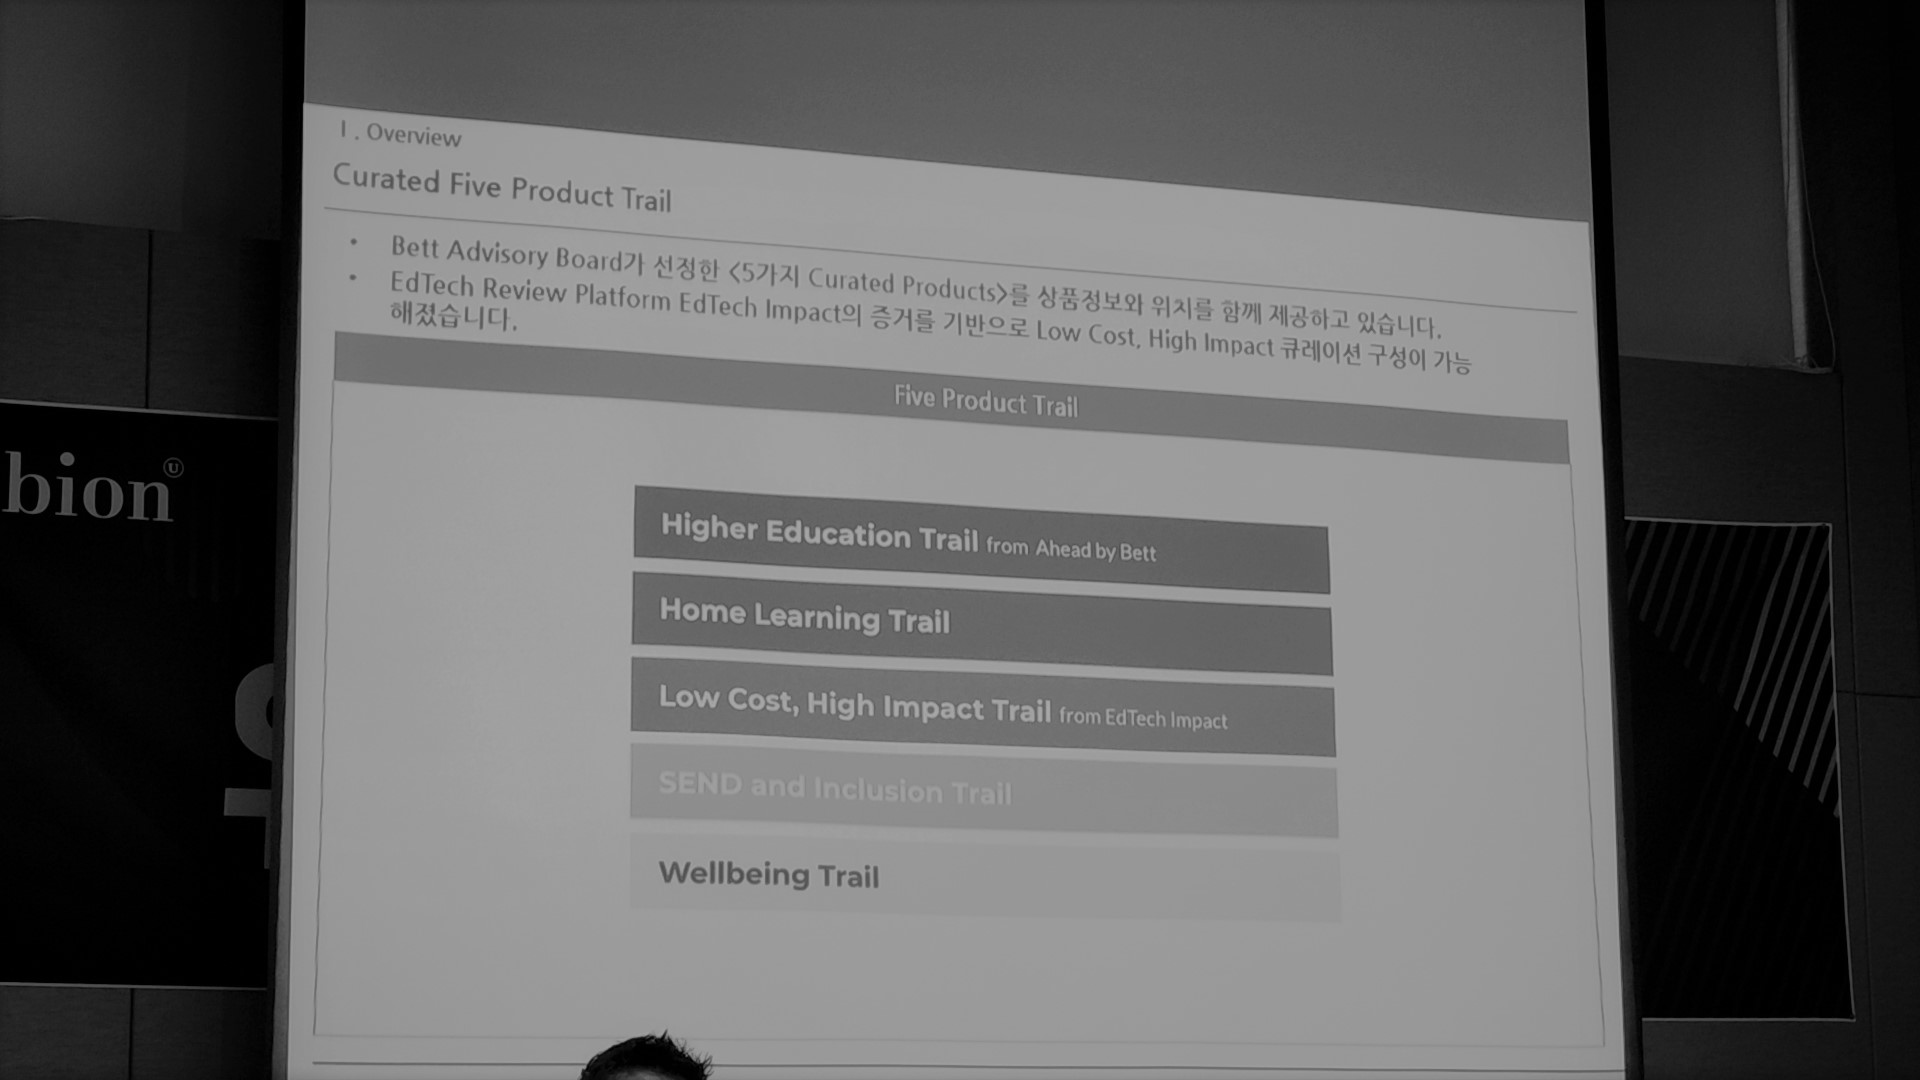 Ⅰ. Overview
Curated Five Product Trail
• Bett Advisory Board가 선정한 <5가지 Curated Products>를 상품정보와 위치를 함께 제공하고 있습니다.
• EdTech Review Platform EdTech Impact의 증거를 기반으로 Low Cost, High Impact 큐레이션 구성이 가능
해졌습니다.
Five Product Trail
Higher Education Trail from Ahead by Bett
Home Learning Trail
Low Cost, High Impact Trail from EdTech Impact
SEND and Inclusion Trail
Wellbeing Trail
bion
U